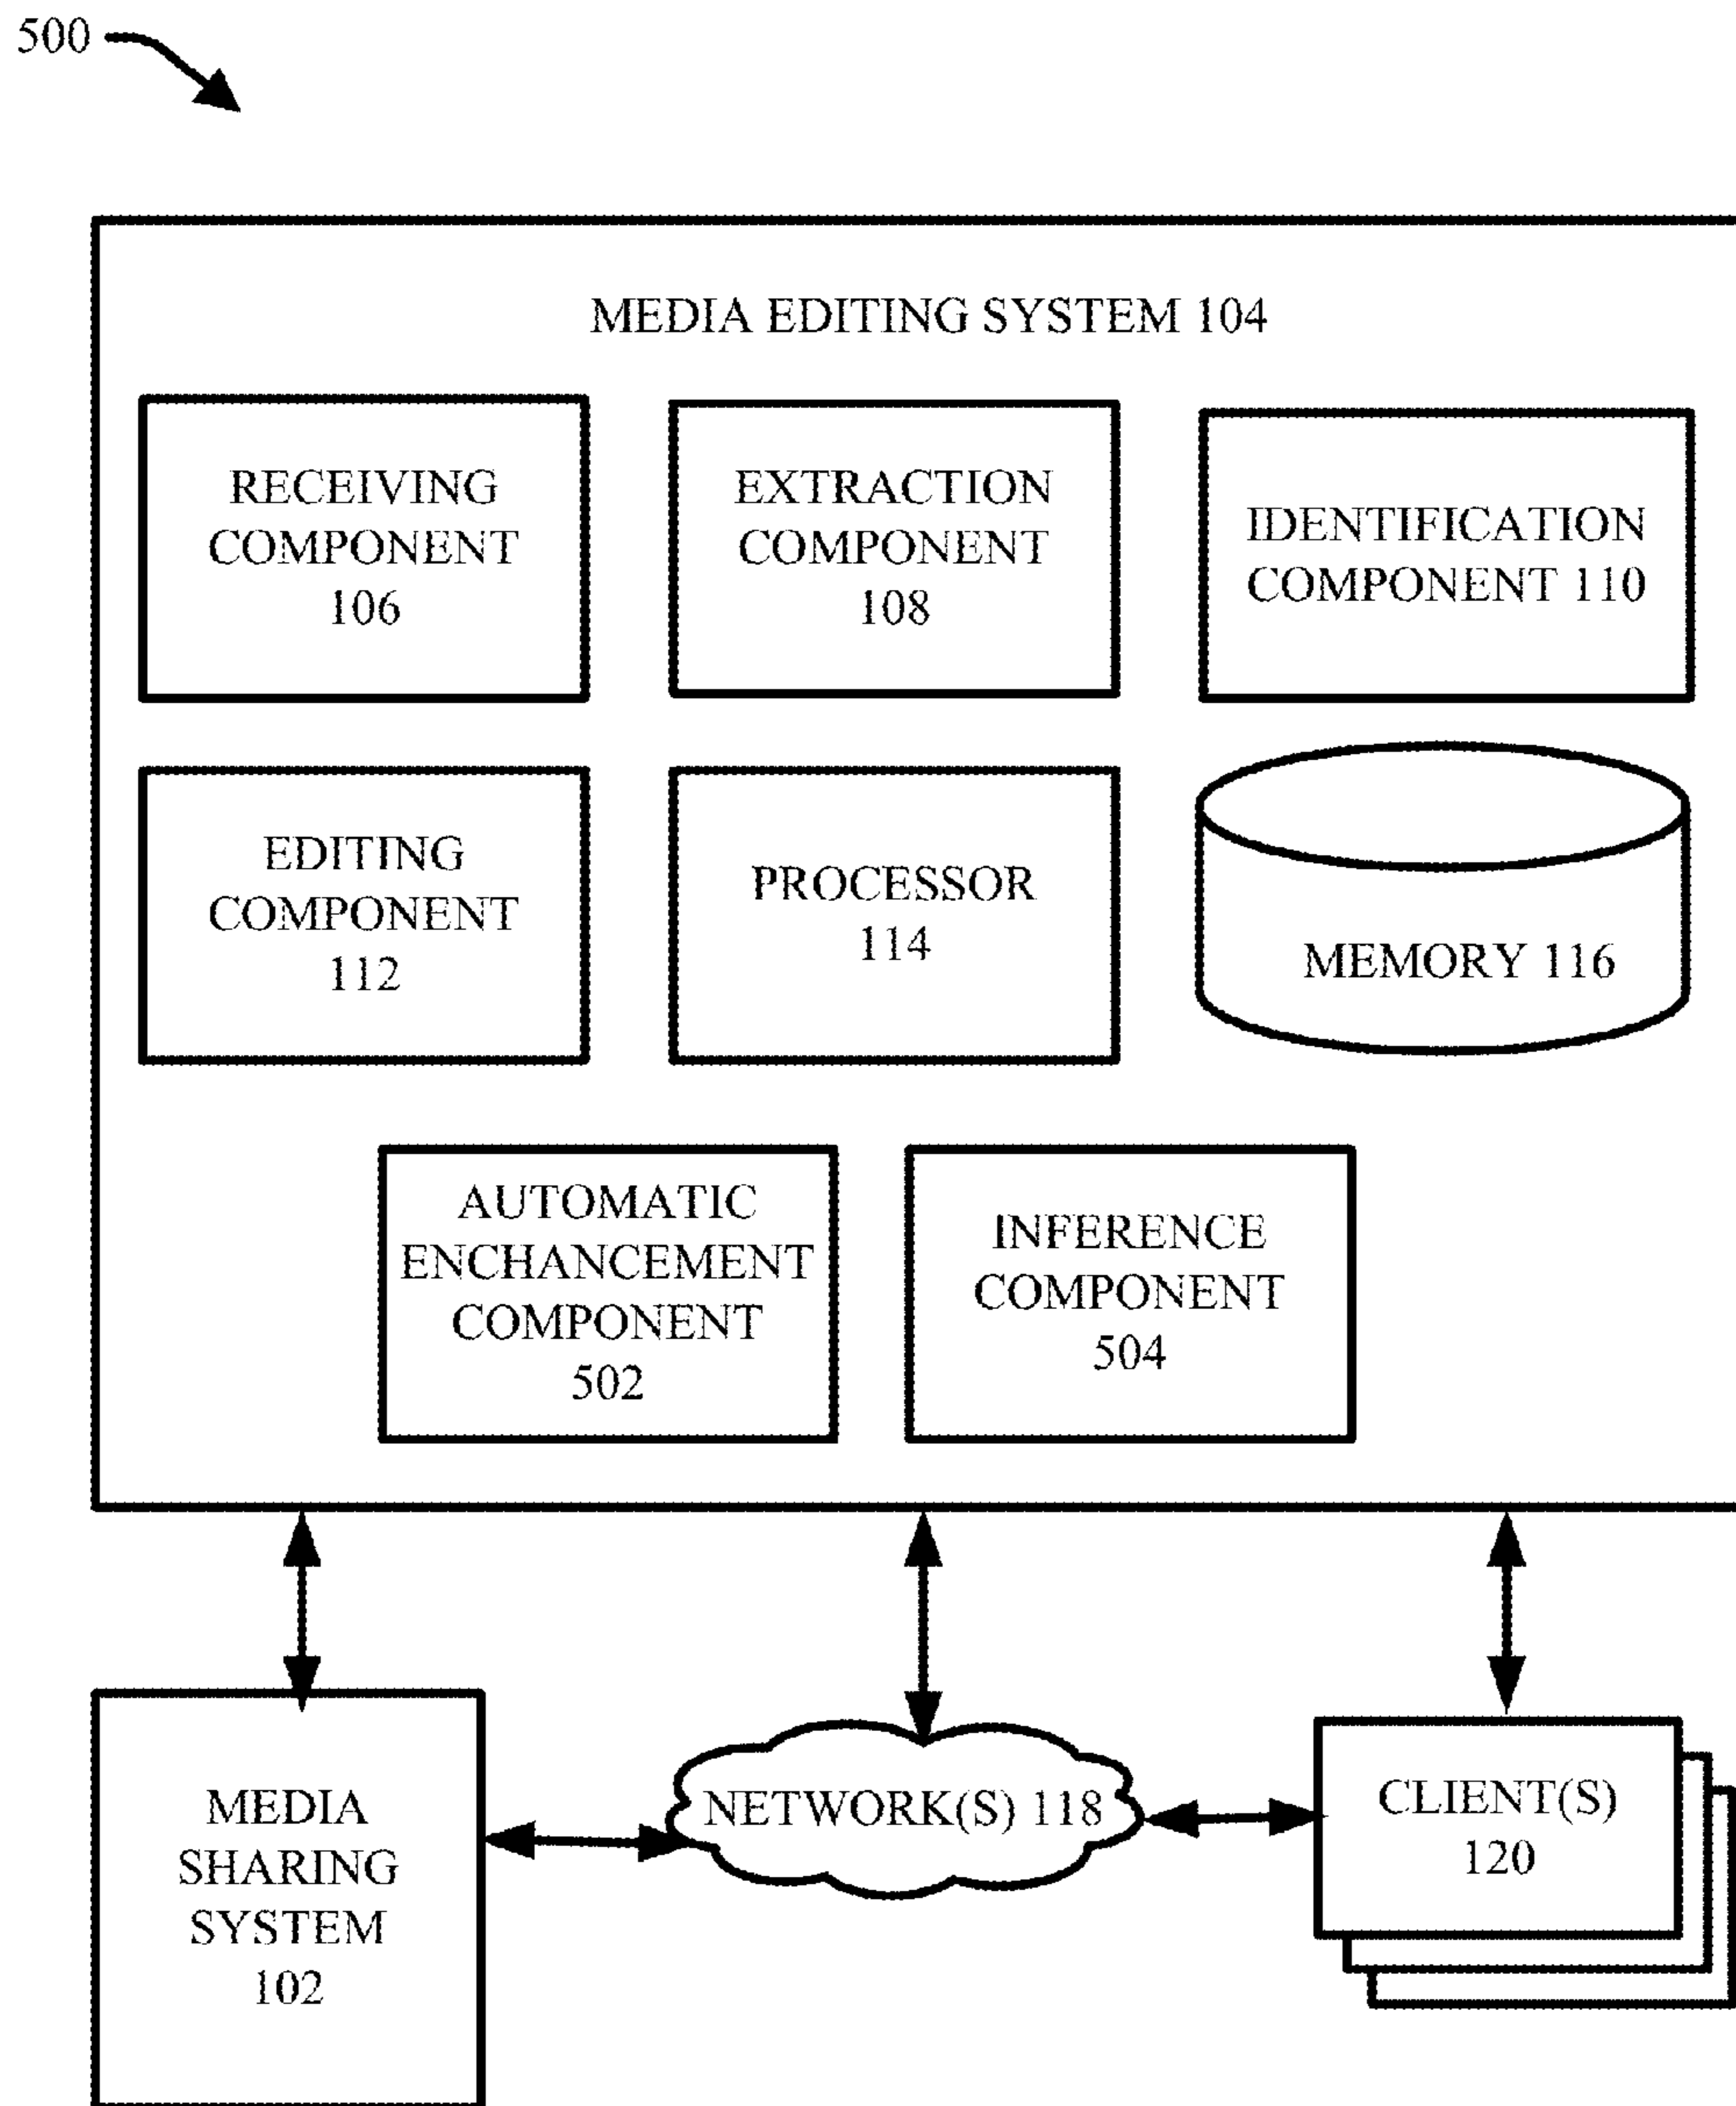 500
MEDIA EDITING SYSTEM 104
RECEIVING
COMPONENT
106
EXTRACTION
COMPONENT
108
IDENTIFICATION
COMPONENT 110
EDITING
COMPONENT
112
PROCESSOR
114
MEMORY 116
AUTOMATIC
ENCHANCEMENT
COMPONENT
502
INFERENCE
COMPONENT
504
MEDIA
SHARING
SYSTEM
102
NETWORK(S) 118
CLIENT(S)
120